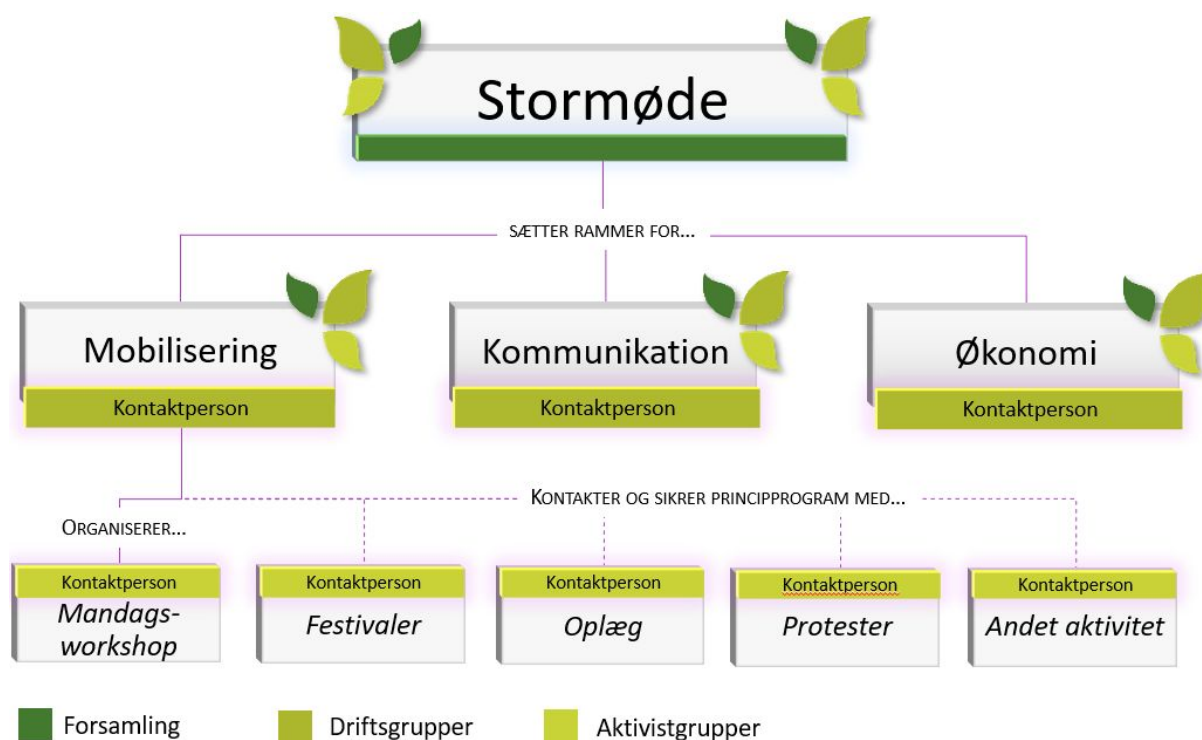 Stormøde
SÆTTER RAMMER FOR...
Mobilisering
Kontaktperson
Kommunikation
Kontaktperson
Økonomi
Kontaktperson
KONTAKTER OG SIKRER PRINCIPPROGRAM MED...
ORGANISERER...
Kontaktperson
Mandags-
workshop
Kontaktperson
Festivaler
Kontaktperson
Oplæg
Kontaktperson
Protester
Kontaktperson
Andet aktivitet
Forsamling
Driftsgrupper
Aktivistgrupper